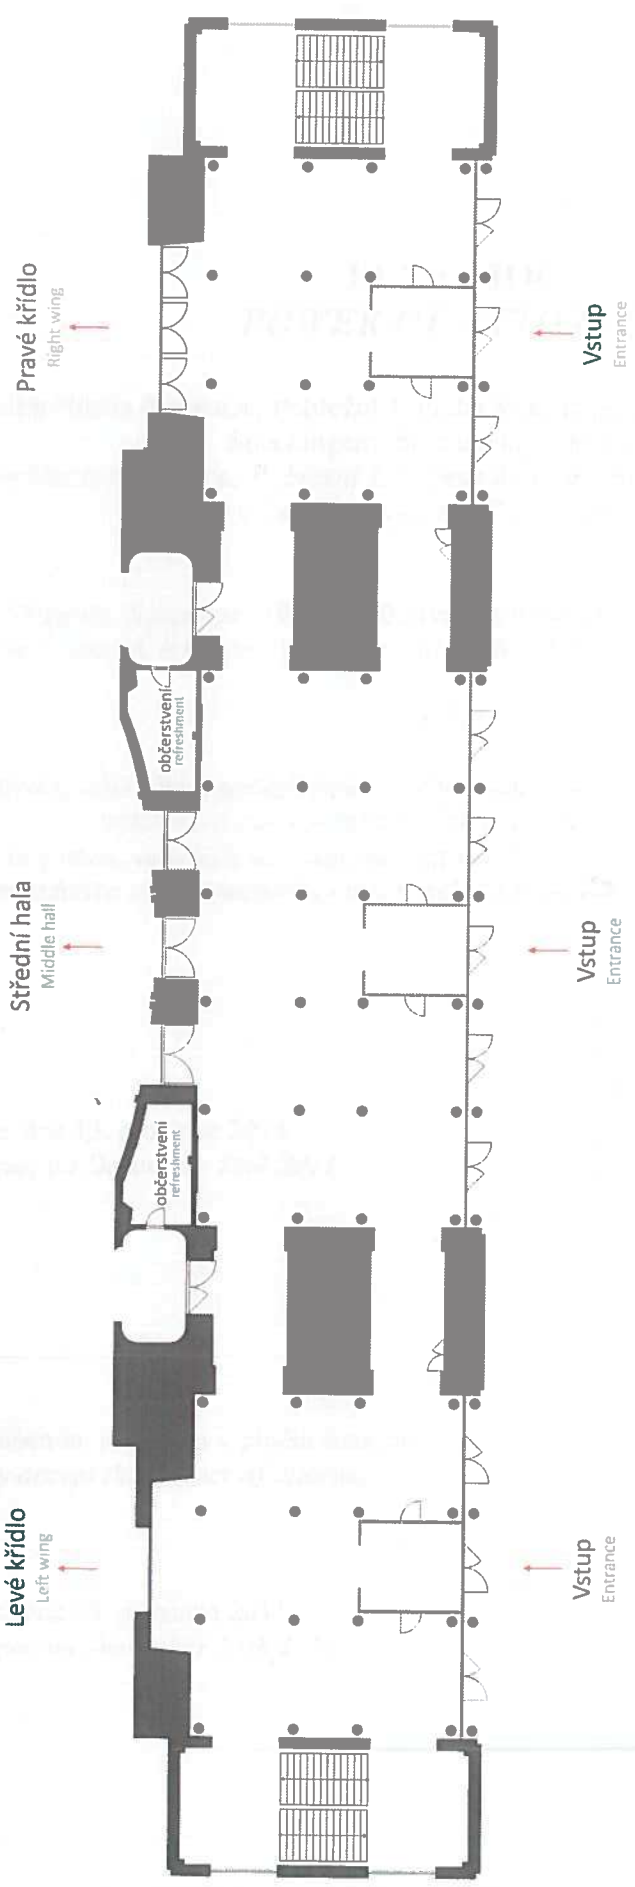 Levé křídlo
Left wing
Střední hala
Middle hall
Pravé křídlo
Right wing
občerstvení
refreshment
občerstvení
refreshment
Vstup
Entrance
Vstup
Entrance
Vstup
Entrance